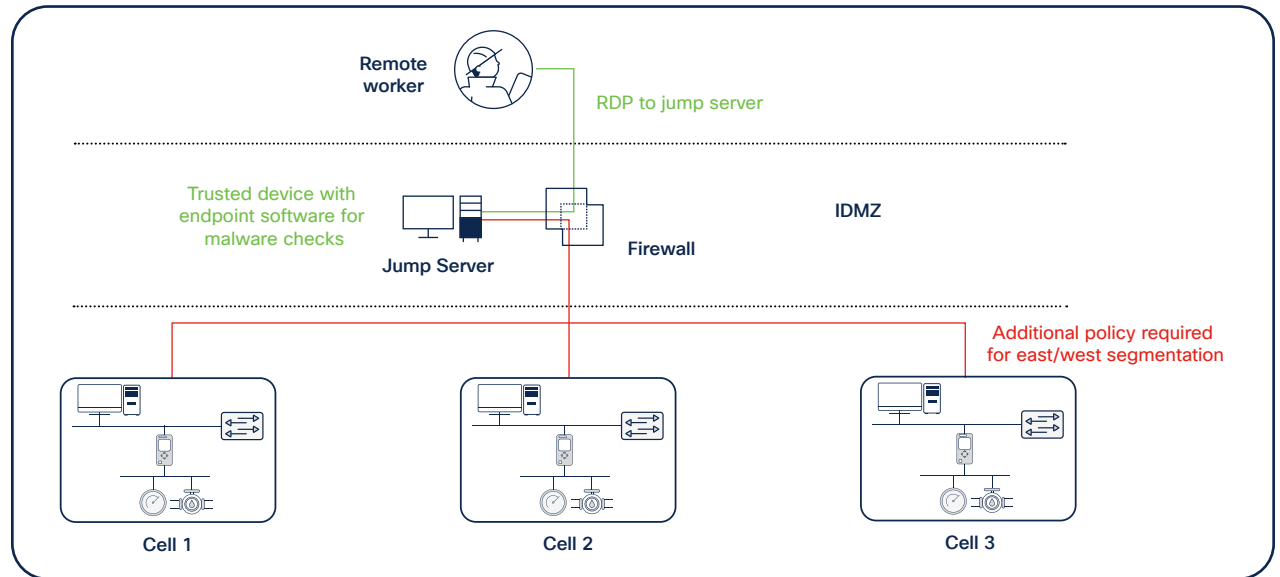 Remote
worker
RDP to jump server
Trusted device with
endpoint software for
malware checks
IDMZ
Firewall
Jump Server
Additional policy required
for east/west segmentation
Cell 1
Cell 2
Cell 3